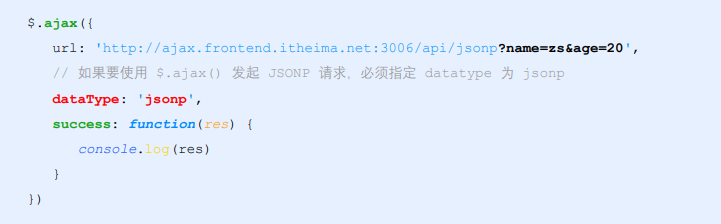 $.ajax({
url: 'http://ajax.frontend.itheima.net:3006/api/jsonp?name=zs&age=20',
// 如果要使用 $.ajax() 发起 JSONP 请求，必须指定 datatype 为 jsonp
dataType: 'jsonp',
success: function(res) {
console.log(res)
}
})